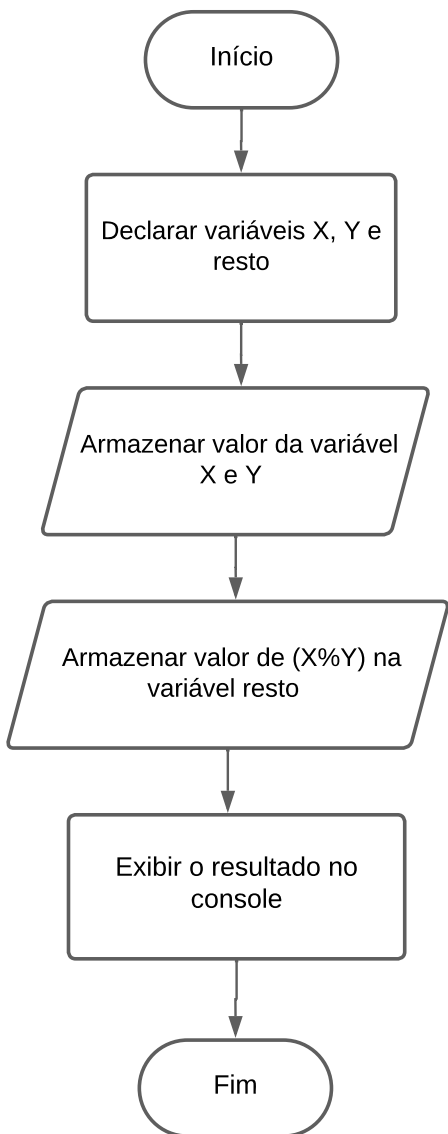 Início
Declarar variáveis X, Y e
resto
Armazenar valor da variável
X e Y
Armazenar valor de (X%Y) na
variável resto
Exibir o resultado no
console
Fim